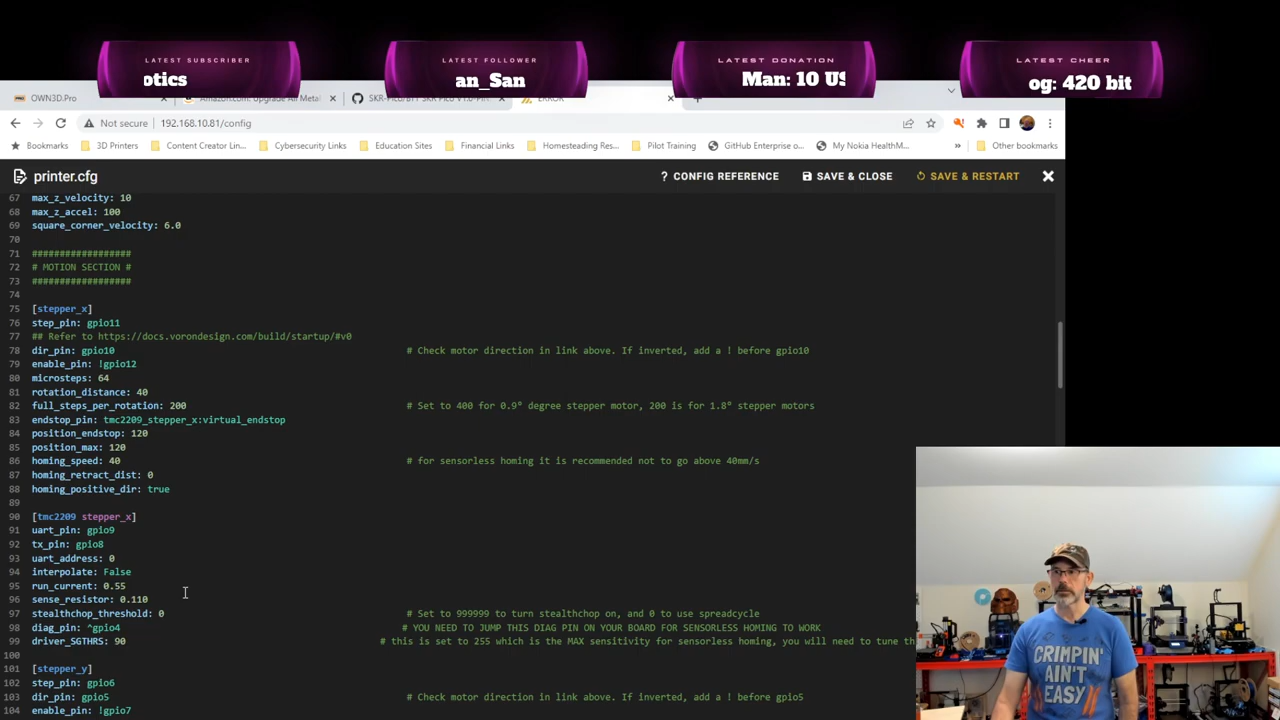 LATEST SUBSCRIBER
LATEST FOLLOWER
LATEST DONATION
LATEST CHEER
otics
an_San
Man: 10 US
og: 420 bit
OWN3D.Pro
Amazon.com: Upgrade All Metal
ERROR
Not secure
192.168.10.81/config
Bookmarks
3D Printers
Content Creator Lin...
Cybersecurity Links
Education Sites
Financial Links
Homesteading Res...
Pilot Training
GitHub Enterprise o...
My Nokia HealthM...
»
Other bookmarks
printer.cfg
? CONFIG REFERENCE
SAVE & CLOSE
SAVE & RESTART
67 max_z_velocity: 10
68 max_z_accel: 100
69 square_corner_velocity: 6.0
70
71 ##################
72 # MOTION SECTION #
73 ##################
74
75 [stepper_x]
76 step_pin: gpio11
77 ## Refer to https://docs.vorondesign.com/build/startup/#v0
78 dir_pin: gpio10 # Check motor direction in link above. If inverted, add a ! before gpio10
79 enable_pin: !gpio12
80 microsteps: 64
81 rotation_distance: 40
82 full_steps_per_rotation: 200 # Set to 400 for 0.9° degree stepper motor, 200 is for 1.8° stepper motors
83 endstop_pin: tmc2209_stepper_x:virtual_endstop
84 position_endstop: 120
85 position_max: 120
86 homing_speed: 40 # for sensorless homing it is recommended not to go above 40mm/s
87 homing_retract_dist: 0
88 homing_positive_dir: true
89
90 [tmc2209 stepper_x]
91 uart_pin: gpio9
92 tx_pin: gpio8
93 uart_address: 0
94 interpolate: False
95 run_current: 0.55
96 sense_resistor: 0.110
97 stealthchop_threshold: 0 # Set to 999999 to turn stealthchop on, and 0 to use spreadcycle
98 diag_pin: ^gpio4 # YOU NEED TO JUMP THIS DIAG PIN ON YOUR BOARD FOR SENSORLESS HOMING TO WORK
99 driver_SGTHRS: 90 # this is set to 255 which is the MAX sensitivity for sensorless homing, you will need to tune th
100
101 [stepper_y]
102 step_pin: gpio6
103 dir_pin: gpio5 # Check motor direction in link above. If inverted, add a ! before gpio5
104 enable_pin: !gpio7
CRIMPIN'
AIN'T
EASY